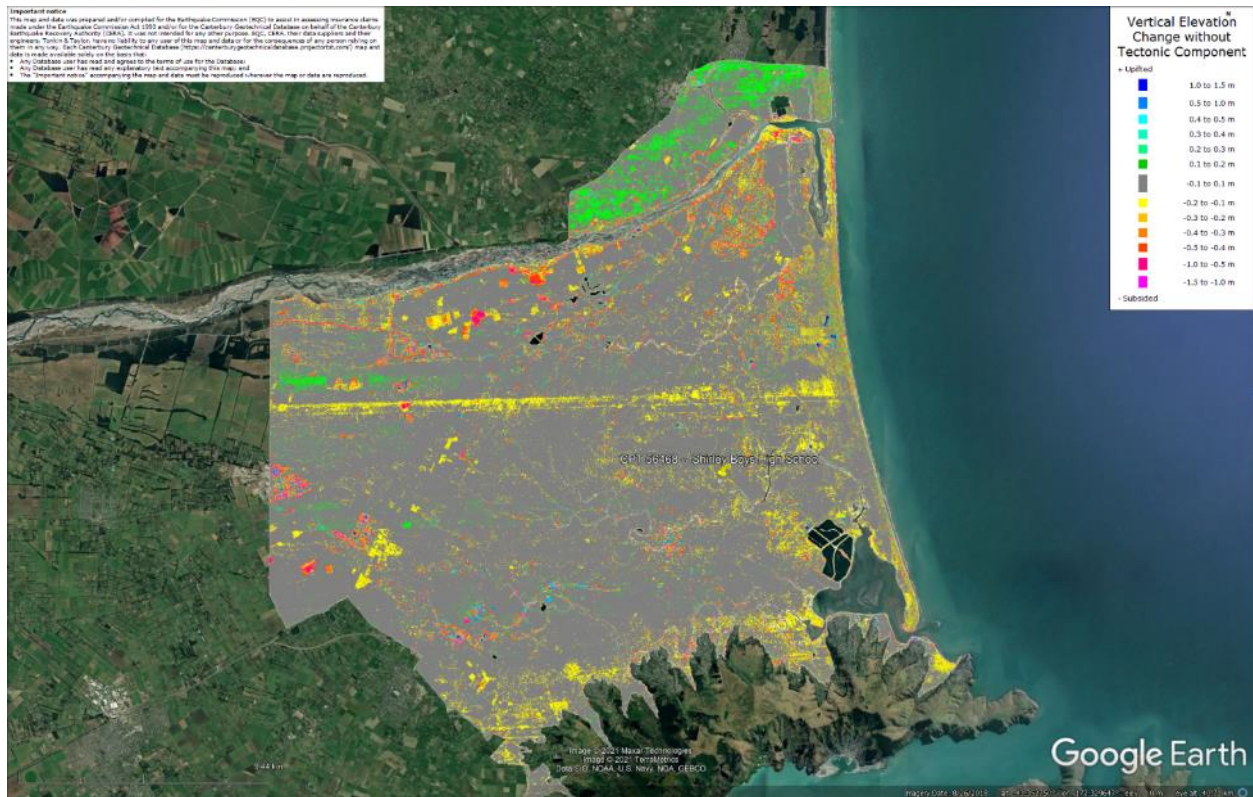 Important notice
This map and data was prepared and/or compiled for the Earthquake Commission (EQC) to assist in assessing insurance claims
made under the Earthquake Commission Act 1993 and/or for the Canterbury Geotechnical Database on behalf of the Canterbury
Earthquake Recovery Authority (CERA). It was not intended for any other purpose. EQC, CERA, their data suppliers and their
engineers, Tonkin & Taylor, have no liability to any user of this map and data or for the consequences of any person relying on
them in any way. Each Canterbury Geotechnical Database (https://canterburygeotechnicaldatabase.projectorbit.com/) map and
data is made available solely on the basis that:
• Any Database user has read and agrees to the terms of use for the Database;
• Any Database user has read any explanatory text accompanying this map; and
• The "Important notice" accompanying the map and data must be reproduced wherever the map or data are reproduced.
N
Vertical Elevation
Change without
Tectonic Component
+ Uplifted
1.0 to 1.5 m
0.5 to 1.0 m
0.4 to 0.5 m
0.3 to 0.4 m
0.2 to 0.3 m
0.1 to 0.2 m
-0.1 to 0.1 m
-0.2 to -0.1 m
-0.3 to -0.2 m
-0.4 to -0.3 m
-0.5 to -0.4 m
-1.0 to -0.5 m
-1.5 to -1.0 m
- Subsided
CPT 56468 -- Shirley Boys High School
Image © 2021 Maxar Technologies
Image © 2021 TerraMetrics
Data SIO, NOAA, U.S. Navy, NGA, GEBCO
Google Earth
9.44 km
Imagery Date: 8/26/2018